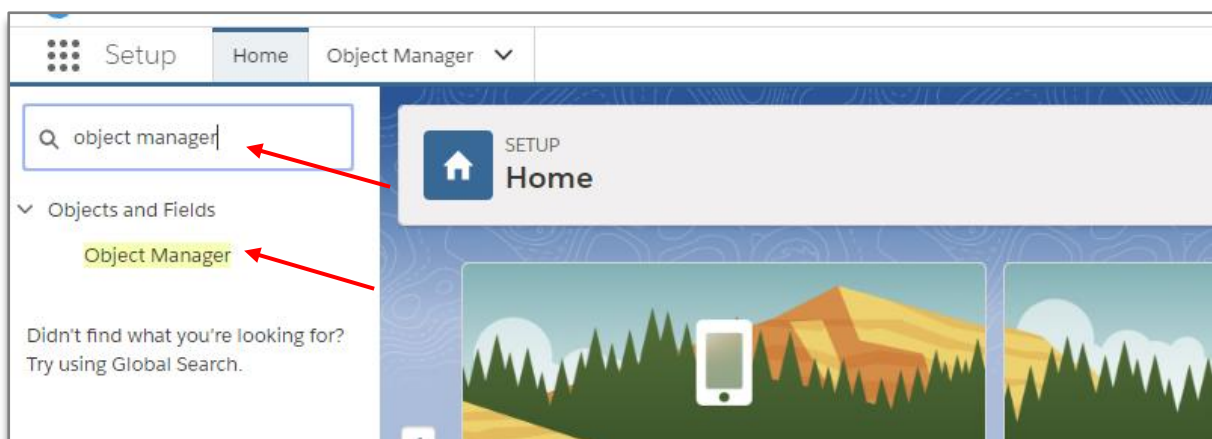 Setup
Home
Object Manager
object manager
SETUP
Home
Objects and Fields
Object Manager
Didn't find what you're looking for?
Try using Global Search.